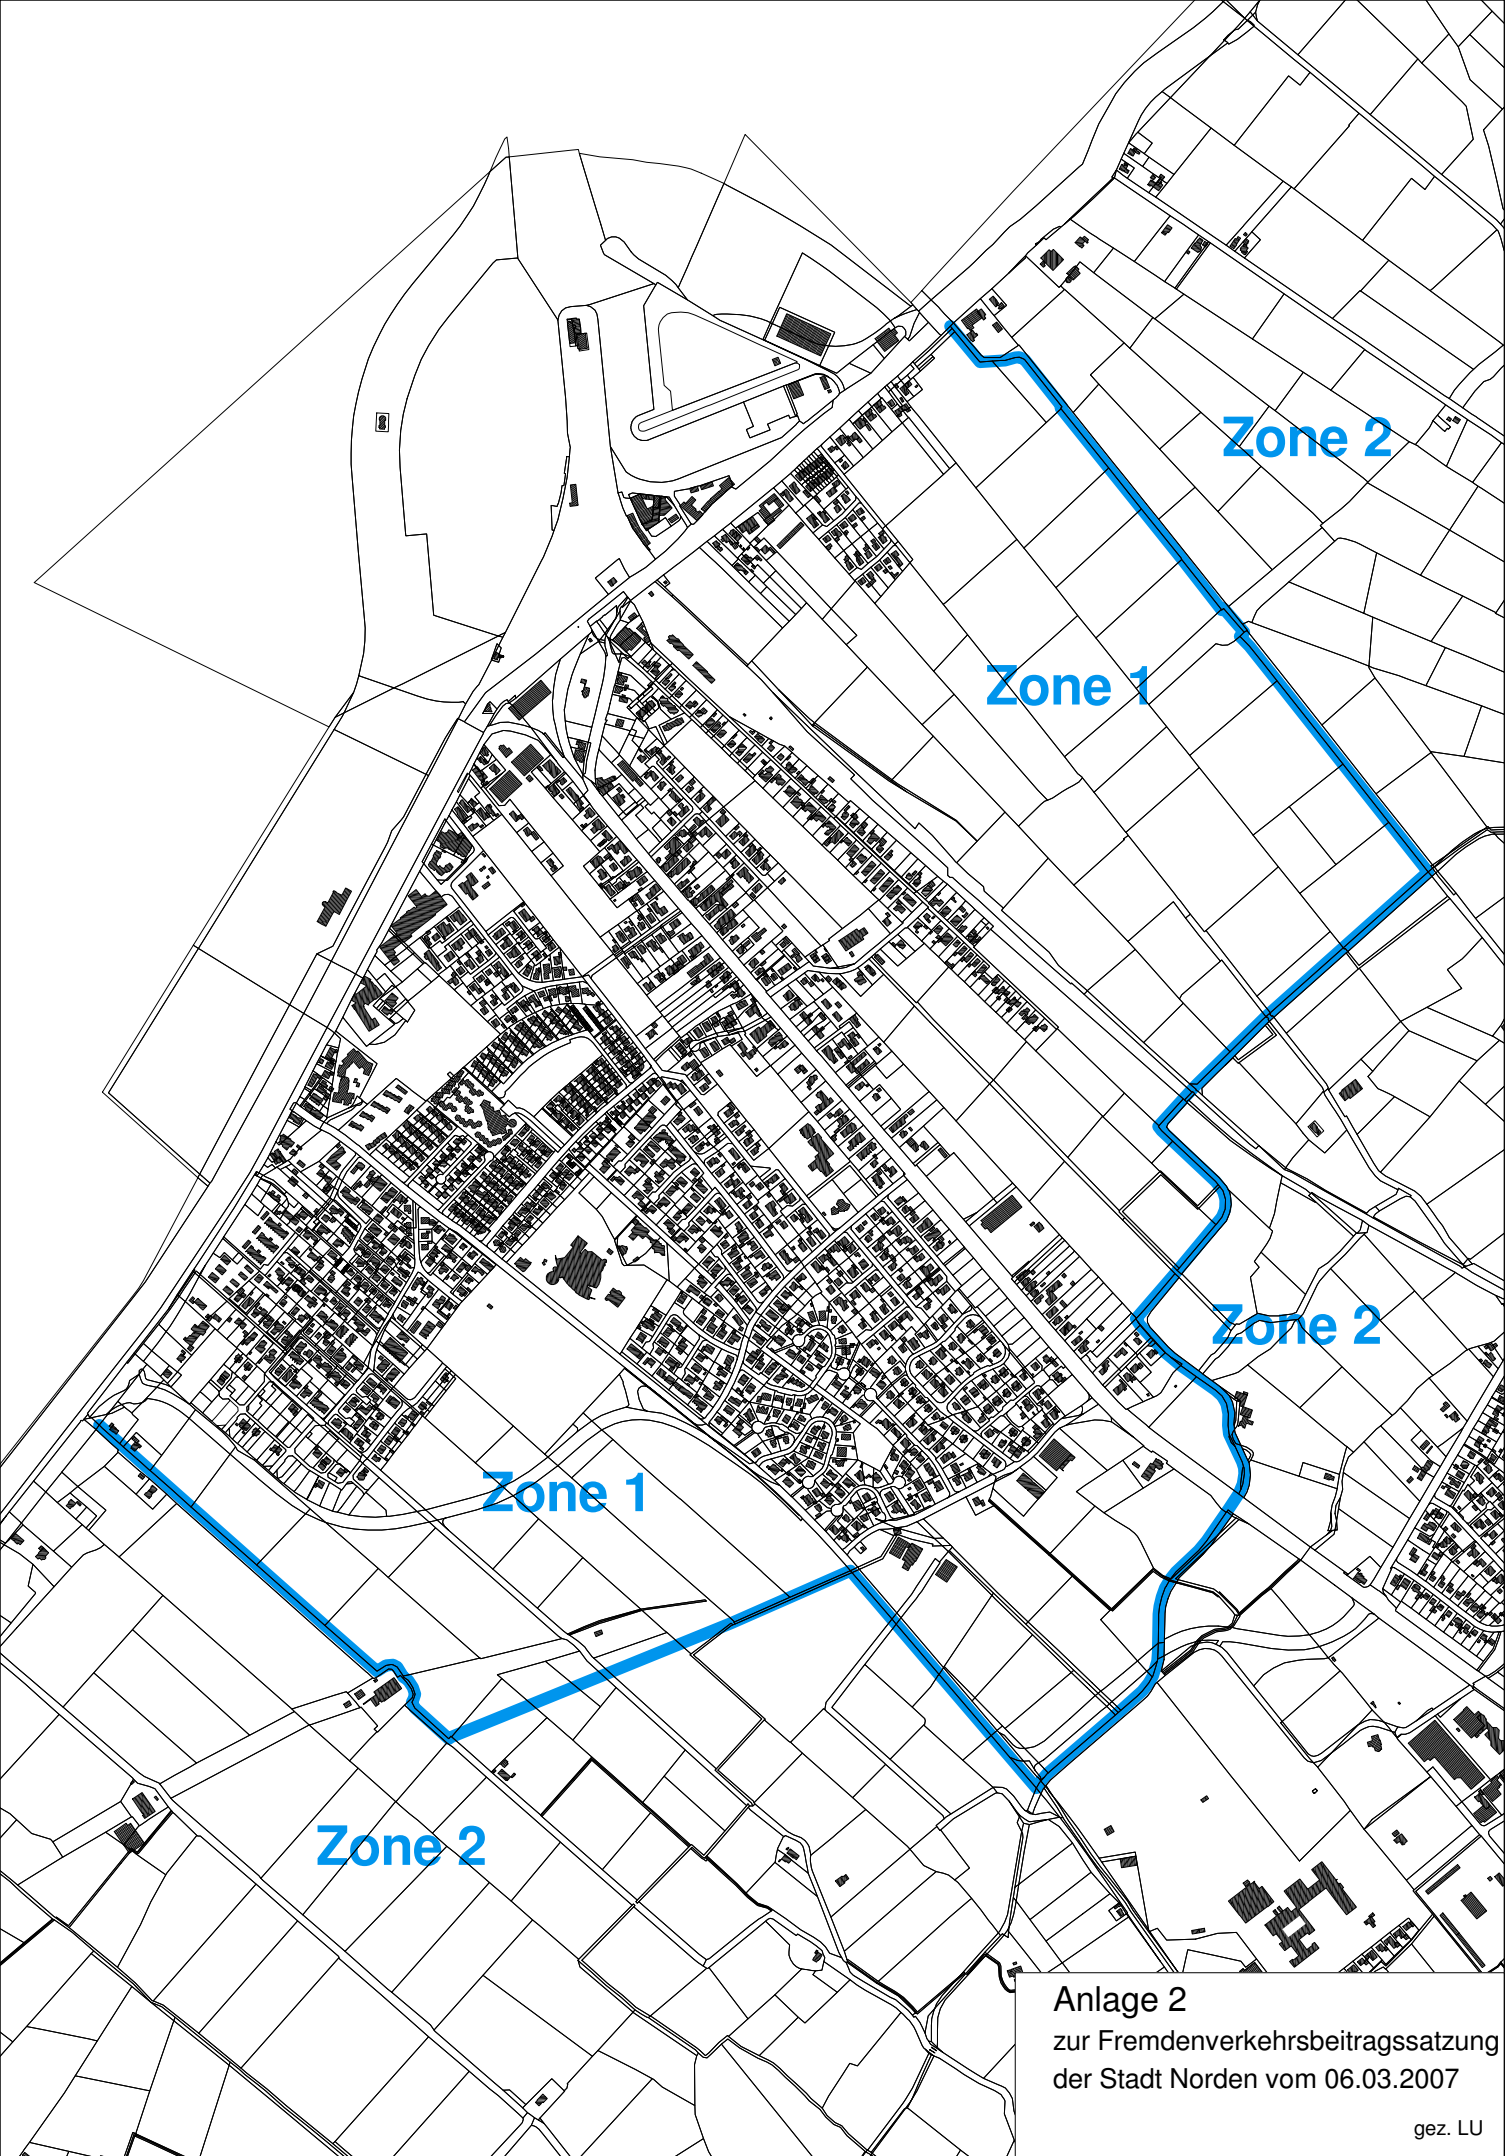 Zone 2
Zone 1
Zone 2
Zone 1
Zone 2
Anlage 2
zur Fremdenverkehrsbeitragssatzung
der Stadt Norden vom 06.03.2007
gez. LU